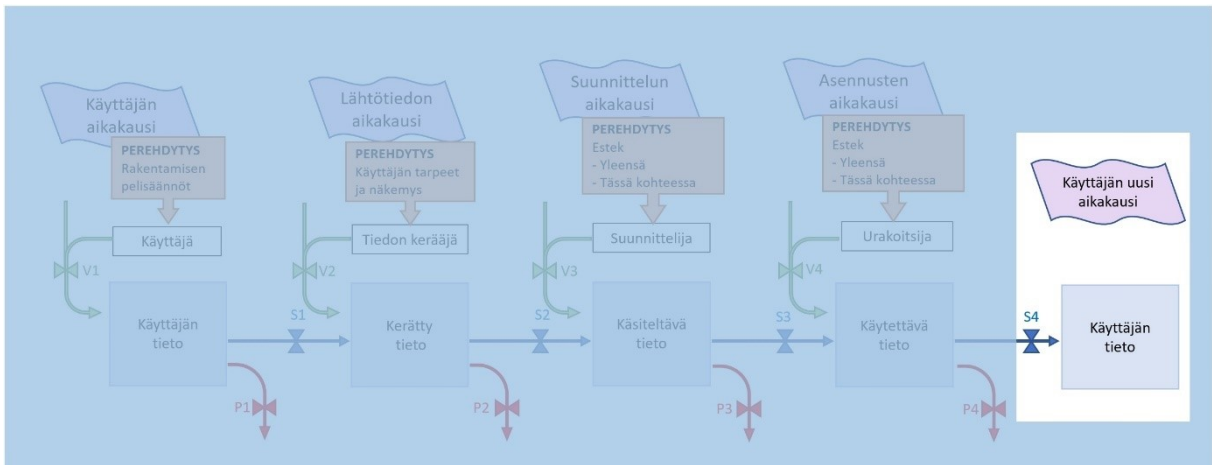 Käyttäjän
aikakausi
PEREHDYTYS
Rakentamisen
pelisäännöt
Käyttäjä
V1
Käyttäjän
tieto
S1
P1
Lähtötiedon
aikakausi
PEREHDYTYS
Käyttäjän tarpeet
ja näkemys
Tiedon kerääjä
V2
Kerätty
tieto
S2
P2
Suunnittelun
aikakausi
PEREHDYTYS
Estek
- Yleensä
- Tässä kohteessa
Suunnittelija
V3
Käsiteltävä
tieto
S3
P3
Asennusten
aikakausi
PEREHDYTYS
Estek
- Yleensä
- Tässä kohteessa
Urakoitsija
V4
Käytettävä
tieto
P4
Käyttäjän uusi
aikakausi
S4
Käyttäjän
tieto